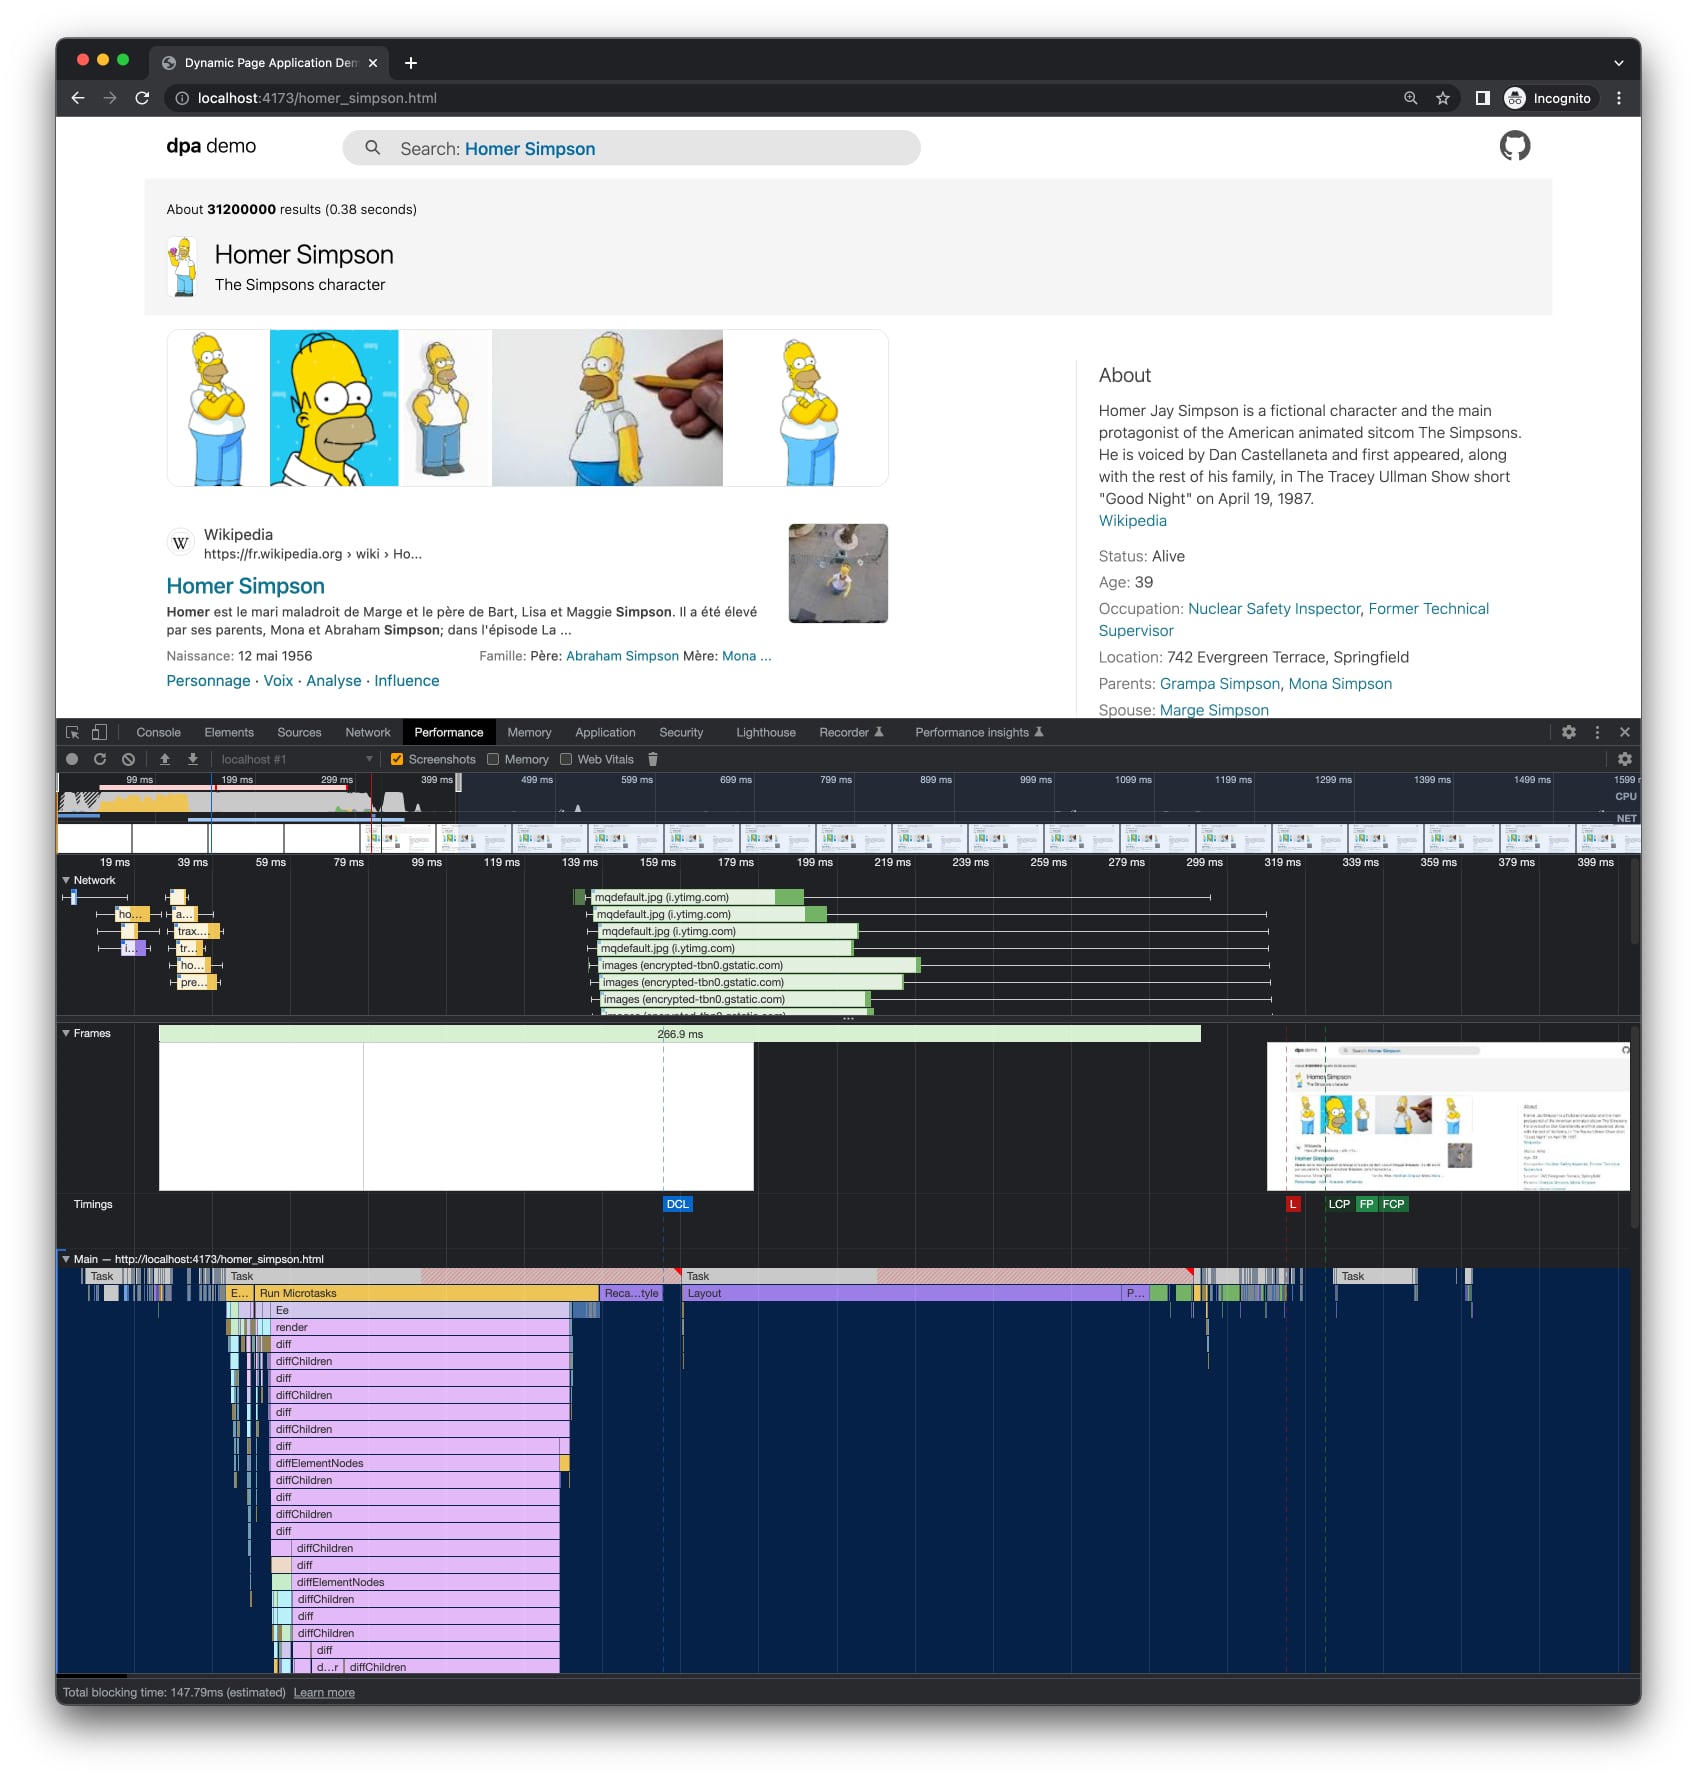 Dynamic Page Application Dem
localhost:4173/homer_simpson.html
Incognito
dpa demo
Search: Homer Simpson
About 31200000 results (0.38 seconds)
Homer Simpson
The Simpsons character
Wikipedia
https://fr.wikipedia.org › wiki › Ho...
Homer Simpson
Homer est le mari maladroit de Marge et le père de Bart, Lisa et Maggie Simpson. Il a été élevé
par ses parents, Mona et Abraham Simpson; dans l'épisode La ...
Naissance: 12 mai 1956 Famille: Père: Abraham Simpson Mère: Mona ...
Personnage · Voix · Analyse · Influence
About
Homer Jay Simpson is a fictional character and the main
protagonist of the American animated sitcom The Simpsons.
He is voiced by Dan Castellaneta and first appeared, along
with the rest of his family, in The Tracey Ullman Show short
"Good Night" on April 19, 1987.
Wikipedia
Status: Alive
Age: 39
Occupation: Nuclear Safety Inspector, Former Technical
Supervisor
Location: 742 Evergreen Terrace, Springfield
Parents: Grampa Simpson, Mona Simpson
Spouse: Marge Simpson
Console Elements Sources Network Performance Memory Application Security Lighthouse Recorder Performance insights
localhost #1 Screenshots Memory Web Vitals
99 ms 199 ms 299 ms 399 ms 499 ms 599 ms 699 ms 799 ms 899 ms 999 ms 1099 ms 1199 ms 1299 ms 1399 ms 1499 ms 1599 r
CPU
NET
19 ms 39 ms 59 ms 79 ms 99 ms 119 ms 139 ms 159 ms 179 ms 199 ms 219 ms 239 ms 259 ms 279 ms 299 ms 319 ms 339 ms 359 ms 379 ms 399 ms
Network
mqdefault.jpg (i.ytimg.com)
ho... a... mqdefault.jpg (i.ytimg.com)
trax.... mqdefault.jpg (i.ytimg.com)
i... tr... mqdefault.jpg (i.ytimg.com)
ho... images (encrypted-tbn0.gstatic.com)
pre... images (encrypted-tbn0.gstatic.com)
images (encrypted-tbn0.gstatic.com)
Frames
266.9 ms
Timings
DCL L LCP FP FCP
Main — http://localhost:4173/homer_simpson.html
Task Task Task Task
E... Run Microtasks Reca...tyle Layout P...
Ee
render
diff
diffChildren
diff
diffChildren
diff
diffChildren
diff
diffElementNodes
diffChildren
diff
diffChildren
diff
diffChildren
diff
diffElementNodes
diffChildren
diff
diffChildren
diff
d...r diffChildren
Total blocking time: 147.79ms (estimated) Learn more